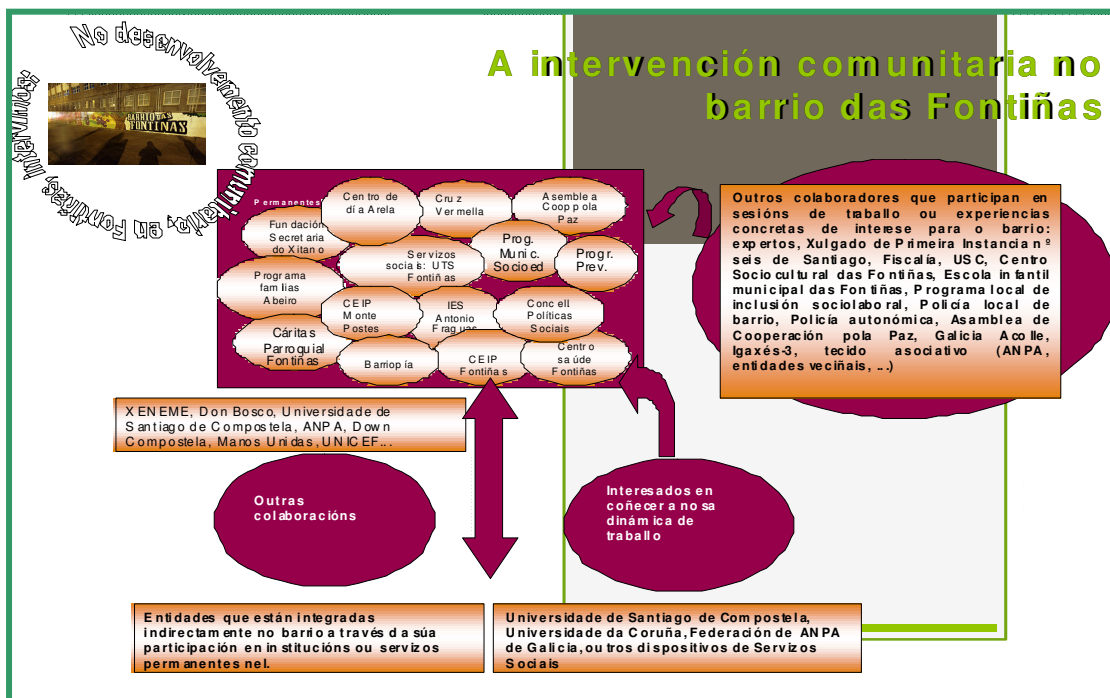 No desenvolvemento comunitario, en Fontiñas, intervimos:
BARRIO DAS
FONTIÑAS
A intervención comunitaria no
barrio das Fontiñas
Permanentes
Centro de
día Arela
Cruz
Vermella
Asemblea
Coop pola
Paz
Fundación
Secretaria
do Xitano
Servizos
sociais: UTS
Fontiñas
Prog.
Munic.
Socioed
Progr.
Prev.
Programa
familias
Abeiro
CEIP
Monte
Postes
IES
Antonio
Fraguas
Concell
Políticas
Sociais
Cáritas
Parroquial
Fontiñas
Barriopía
CEIP
Fontiñas
Centro
saúde
Fontiñas
Outros colaboradores que participan en
sesións de traballo ou experiencias
concretas de interese para o barrio:
expertos, Xulgado de Primeira Instancia nº
seis de Santiago, Fiscalía, USC, Centro
Sociocultural das Fontiñas, Escola infantil
municipal das Fontiñas, Programa local de
inclusión sociolaboral, Policía local de
barrio, Policía autonómica, Asamblea de
Cooperación pola Paz, Galicia Acolle,
Igaxés-3, tecido asociativo (ANPA,
entidades veciñais, ...)
XENEME, Don Bosco, Universidade de
Santiago de Compostela, ANPA, Down
Compostela, Manos Unidas, UNICEF...
Outras
colaboracións
Interesados en
coñecer a nosa
dinámica de
traballo
Entidades que están integradas
indirectamente no barrio a través da súa
participación en institucións ou servizos
permanentes nel.
Universidade de Santiago de Compostela,
Universidade da Coruña, Federación de ANPA
de Galicia, outros dispositivos de Servizos
Sociais